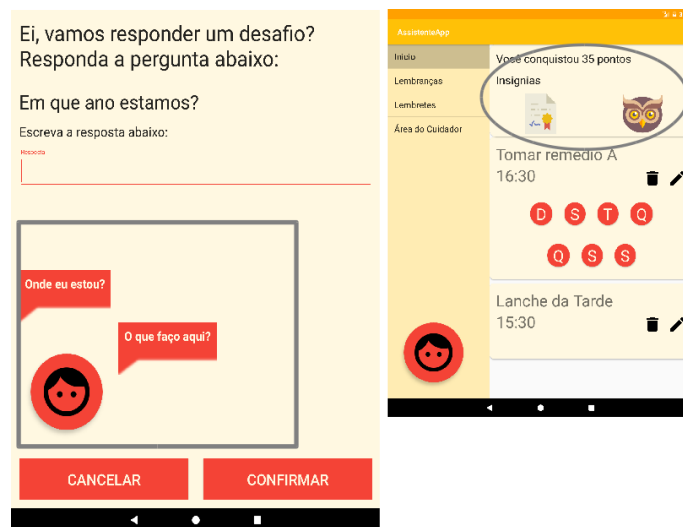 Ei, vamos responder um desafio?
Responda a pergunta abaixo:
Em que ano estamos?
Escreva a resposta abaixo:
Resposta
Onde eu estou?
O que faço aqui?
CANCELAR
CONFIRMAR
AssistenteApp
Início
Lembranças
Lembretes
Área do Cuidador
Você conquistou 35 pontos
Insígnias
Tomar remédio A
16:30
D S T Q
Q S S
Lanche da Tarde
15:30